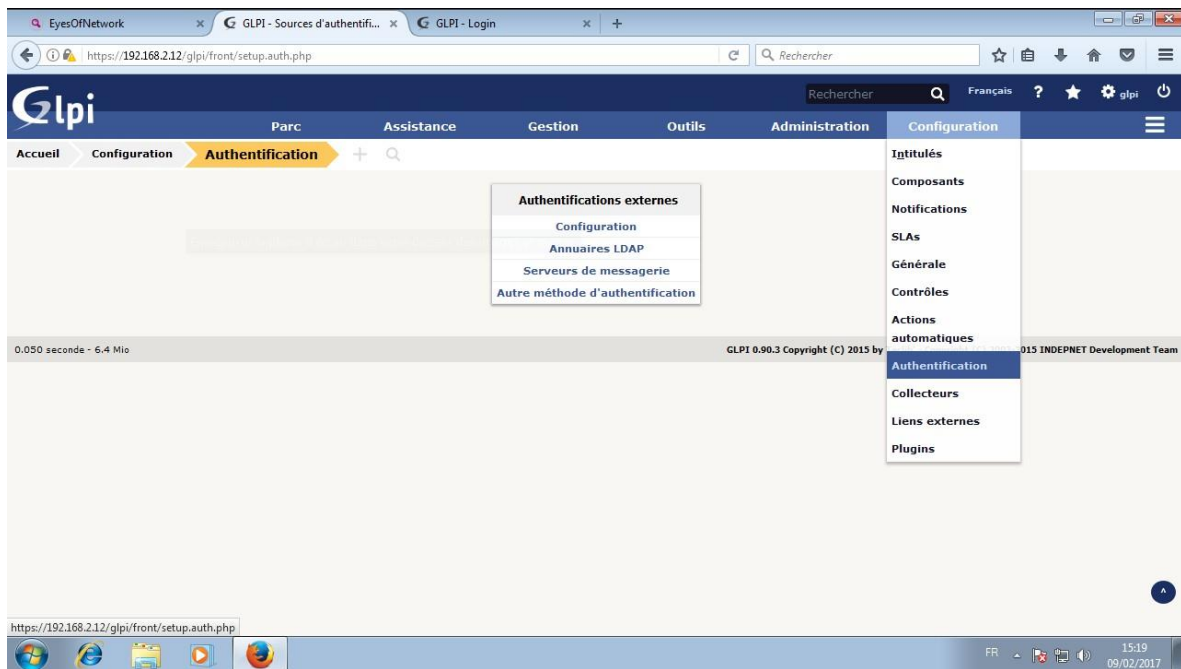 EyesOfNetwork
GLPI - Sources d'authentifi...
GLPI - Login
https://192.168.2.12/glpi/front/setup.auth.php
Rechercher
Glpi
Rechercher
Français
?
glpi
Parc
Assistance
Gestion
Outils
Administration
Configuration
Accueil
Configuration
Authentification
Authentifications externes
Configuration
Annuaires LDAP
Serveurs de messagerie
Autre méthode d'authentification
Intitulés
Composants
Notifications
SLAs
Générale
Contrôles
Actions
automatiques
Authentification
Collecteurs
Liens externes
Plugins
0.050 seconde - 6.4 Mio
GLPI 0.90.3 Copyright (C) 2015 by
015 INDEPNET Development Team
https://192.168.2.12/glpi/front/setup.auth.php
FR
15:19
09/02/2017